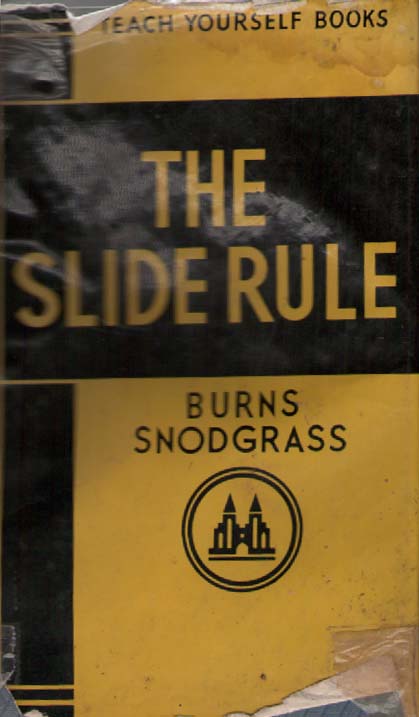 TEACH YOURSELF BOOKS
THE
SLIDE RULE
BURNS
SNODGRASS